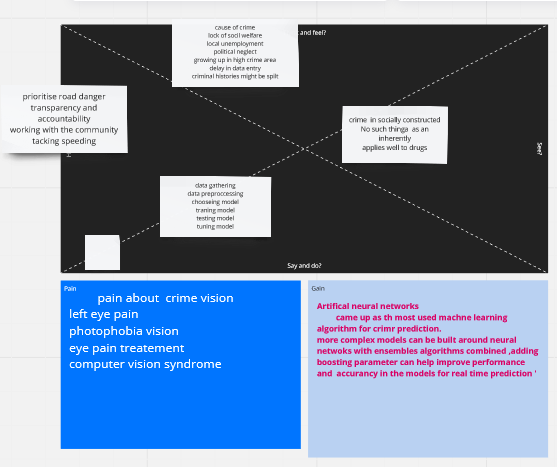 cause of crime
lock of socil welfare
local unemployment
political neglect
growing up in high crime area
delay in data entry
criminal histories might be spilt
k and feel?
prioritise road danger
transparency and
accountability
working with the community
tacking speeding
crime in socially constructed
No such thinga as an
inherently
applies well to drugs
See?
data gathering
data preproccessing
chooseing model
traning model
testing model
tuning model
Say and do?
Pain
pain about crime vision
left eye pain
photophobia vision
eye pain treatement
computer vision syndrome
Gain
Artifical neural networks
came up as th most used machne learning
algorithm for crimr prediction.
more complex models can be built around neural
netwoks with ensembles algorithms combined ,adding
boosting parameter can help improve performance
and accurancy in the models for real time prediction '